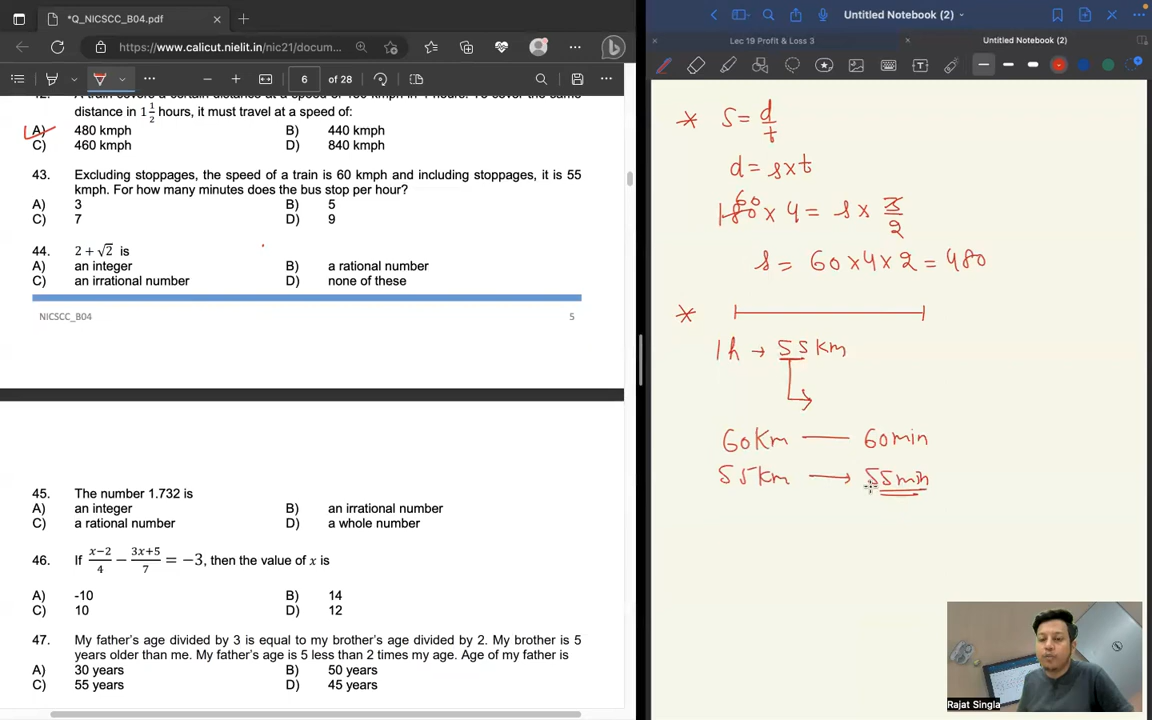 *Q_NICSCC_B04.pdf
https://www.calicut.nielit.in/nic21/docum...
6 of 28
distance in 1 1/2 hours, it must travel at a speed of:
A) 480 kmph B) 440 kmph
C) 460 kmph D) 840 kmph
43. Excluding stoppages, the speed of a train is 60 kmph and including stoppages, it is 55
kmph. For how many minutes does the bus stop per hour?
A) 3 B) 5
C) 7 D) 9
44. 2 + √2 is
A) an integer B) a rational number
C) an irrational number D) none of these
NICSCC_B04 5
45. The number 1.732 is
A) an integer B) an irrational number
C) a rational number D) a whole number
46. If (x−2)/4 − (3x+5)/7 = −3, then the value of x is
A) -10 B) 14
C) 10 D) 12
47. My father's age divided by 3 is equal to my brother's age divided by 2. My brother is 5
years older than me. My father's age is 5 less than 2 times my age. Age of my father is
A) 30 years B) 50 years
C) 55 years D) 45 years
Untitled Notebook (2)
Lec 19 Profit & Loss 3 Untitled Notebook (2)
* S = d/t
d = s x t
180 60 x 4 = s x 3/2
s = 60 x 4 x 2 = 480
*
1h → 55 Km
60 Km — 60 min
55 Km → 55 min
Rajat Singla